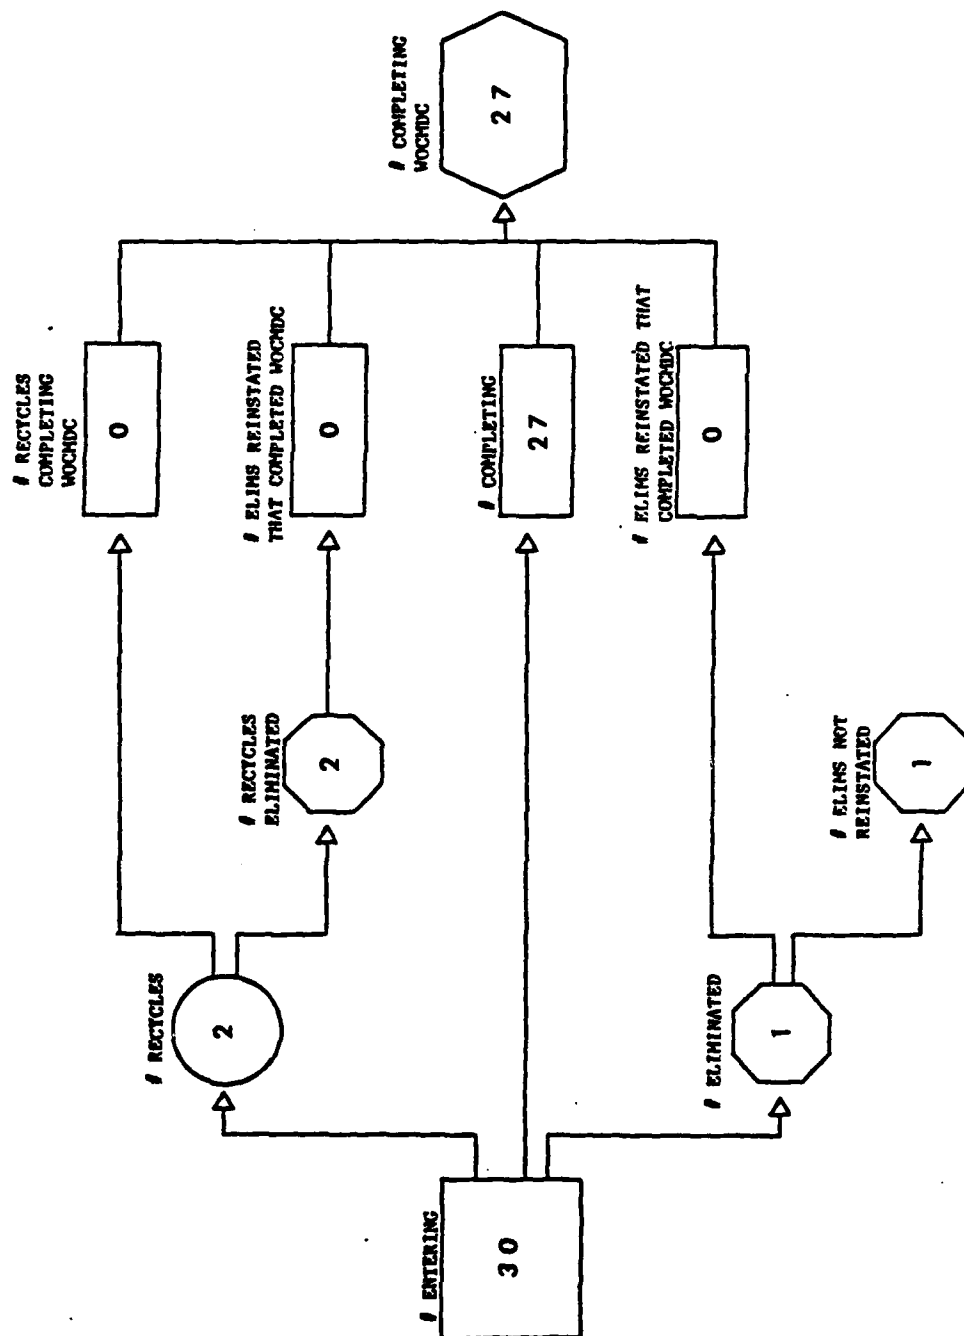 # ENTERING
30
# RECYCLES
2
# ELIMINATED
1
# RECYCLES
ELIMINATED
2
# ELIMS NOT
REINSTATED
1
# RECYCLES
COMPLETING
WOCMDC
0
# ELIMS REINSTATED
THAT COMPLETED WOCMDC
0
# COMPLETING
27
# ELIMS REINSTATED THAT
COMPLETED WOCMDC
0
# COMPLETING
WOCMDC
27